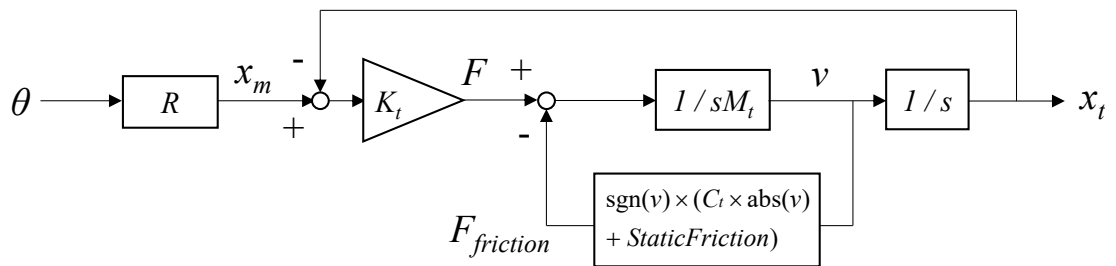 θ
R
x_m
-
+
K_t
F
+
-
1 / sM_t
v
1 / s
x_t
F_friction
sgn(v) × (C_t × abs(v)
+ StaticFriction)